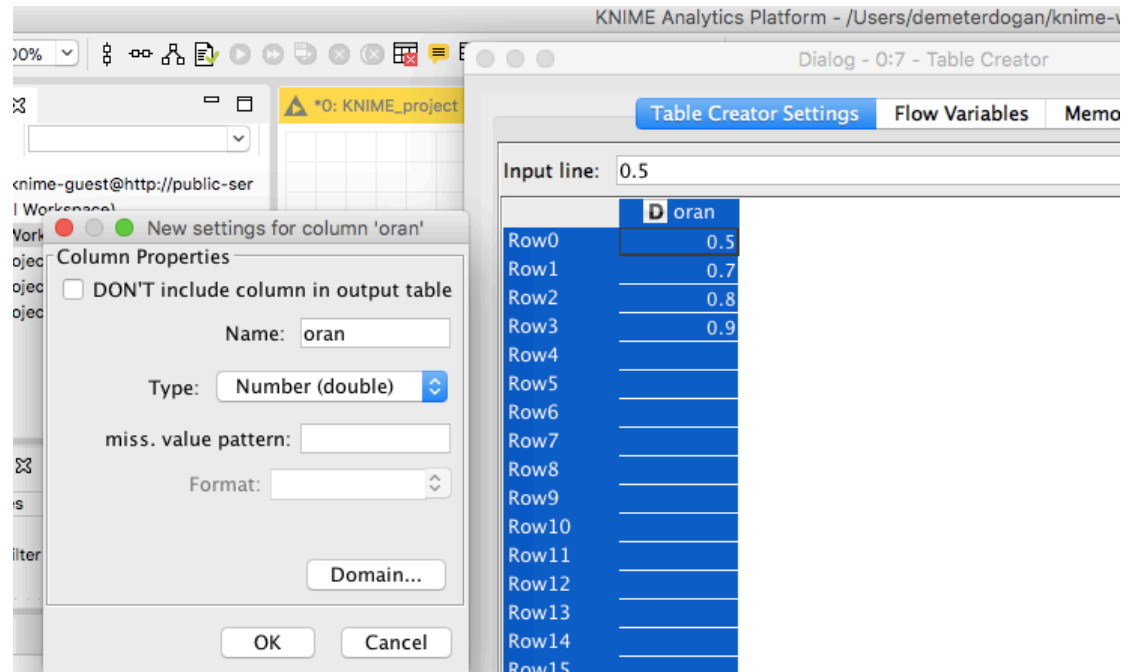 KNIME Analytics Platform - /Users/demeterdogan/knime-w
00%
Dialog - 0:7 - Table Creator
*0: KNIME_project
Table Creator Settings
Flow Variables
Memo
Input line: 0.5
knime-guest@http://public-ser
l Workspace)
New settings for column 'oran'
Column Properties
DON'T include column in output table
Name: oran
Type: Number (double)
miss. value pattern:
Format:
Domain...
OK
Cancel
D oran
Row0 0.5
Row1 0.7
Row2 0.8
Row3 0.9
Row4
Row5
Row6
Row7
Row8
Row9
Row10
Row11
Row12
Row13
Row14
Row15